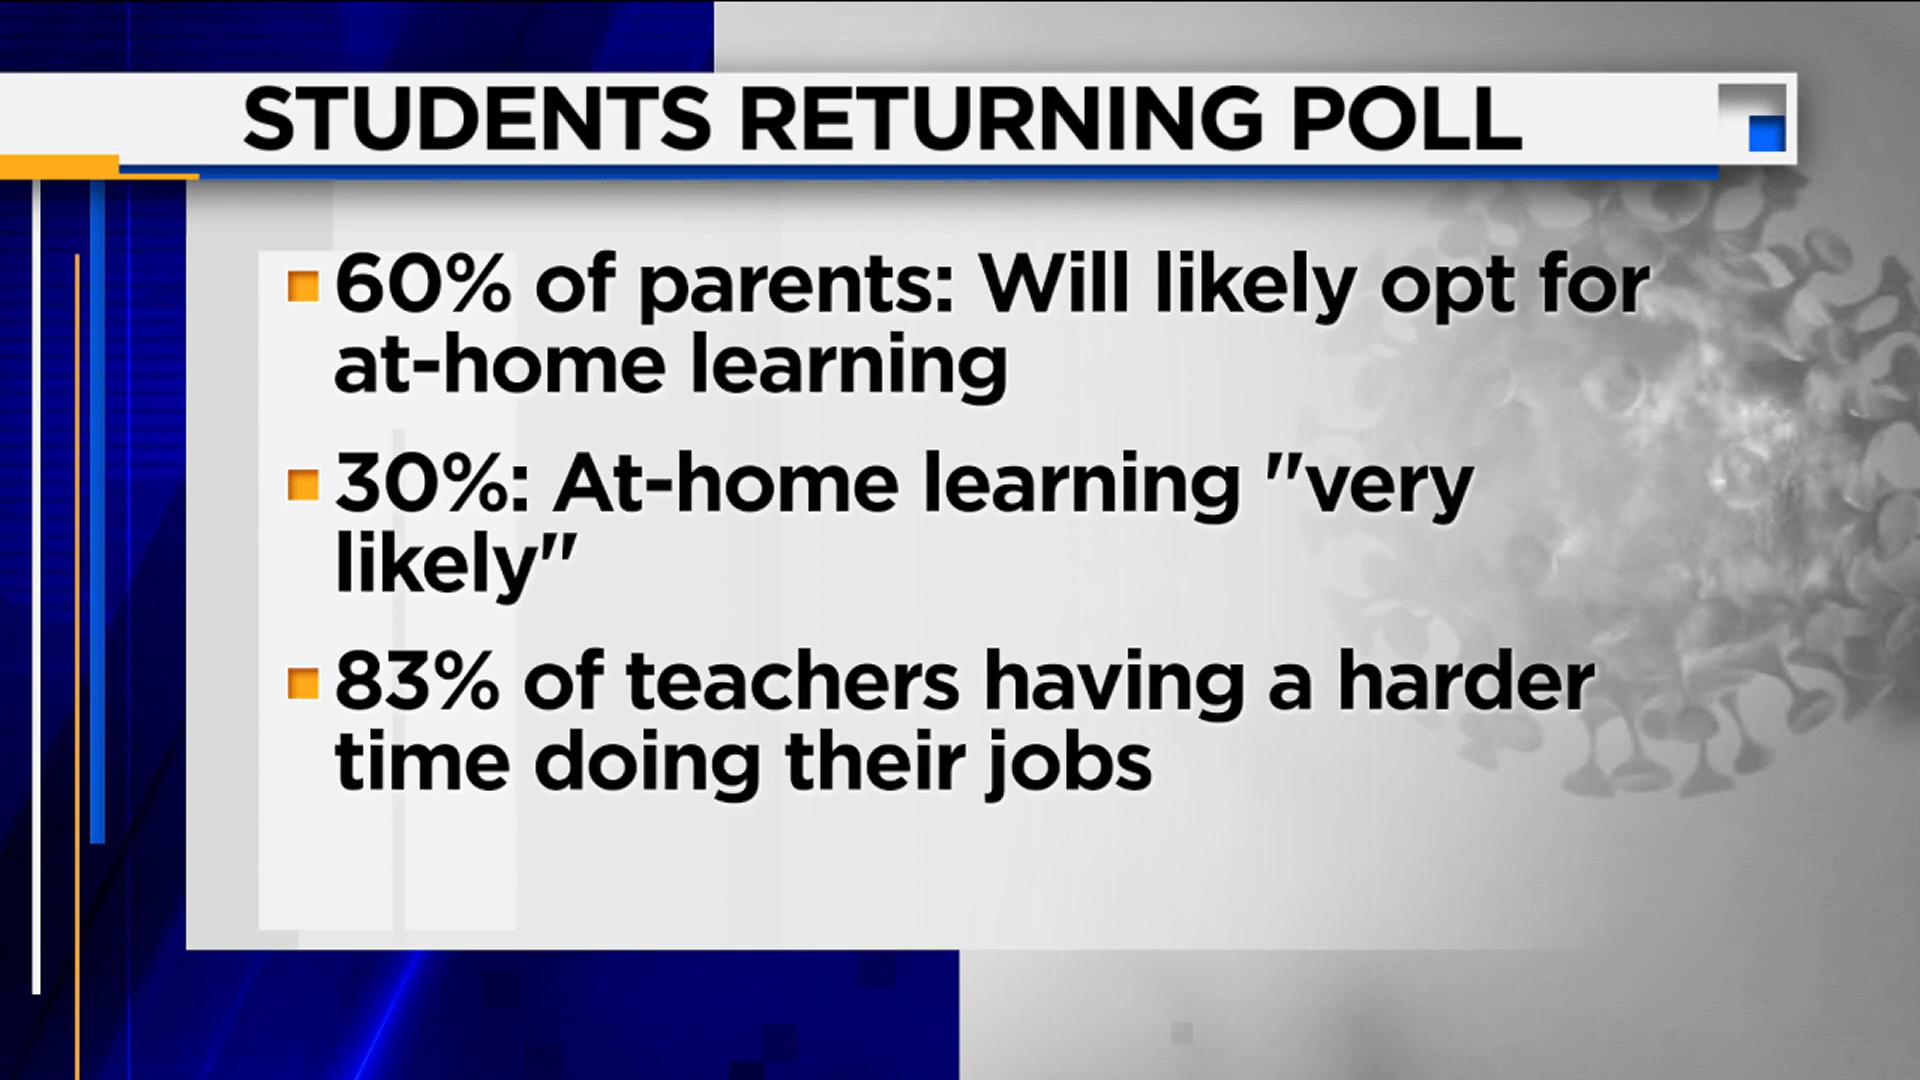 STUDENTS RETURNING POLL
60% of parents: Will likely opt for
at-home learning
30%: At-home learning "very
likely"
83% of teachers having a harder
time doing their jobs